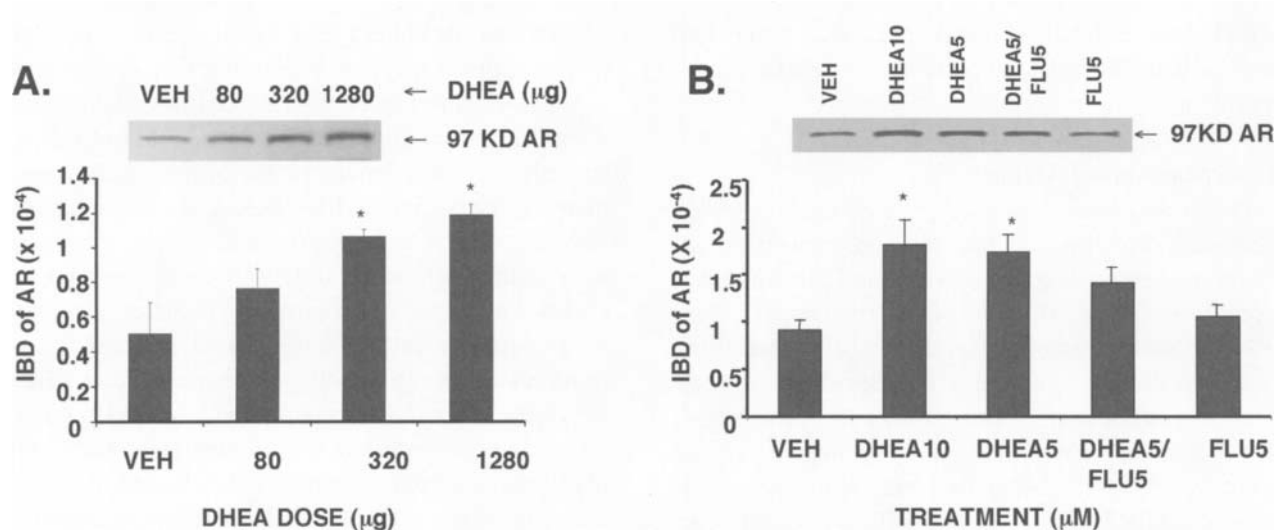 A.
VEH 80 320 1280 ← DHEA (µg)
← 97 KD AR
IBD of AR (x 10⁻⁴)
1.4
1.2
1
0.8
0.6
0.4
0.2
0
*
*
VEH 80 320 1280
DHEA DOSE (µg)
B.
VEH
DHEA10
DHEA5
DHEA5/
FLU5
FLU5
← 97KD AR
IBD of AR (X 10⁻⁴)
2.5
2
1.5
1
0.5
0
*
*
VEH DHEA10 DHEA5 DHEA5/ FLU5
FLU5
TREATMENT (µM)